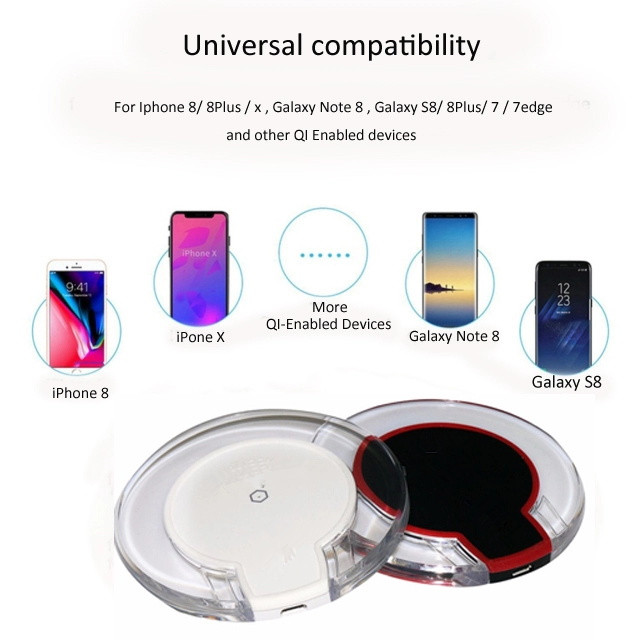 Universal compatibility
For Iphone 8/ 8Plus / x , Galaxy Note 8 , Galaxy S8/ 8Plus/ 7 / 7edge
and other QI Enabled devices
iPhone X
9:41
12
23
More
QI-Enabled Devices
iPone X
Galaxy Note 8
iPhone 8
Galaxy S8